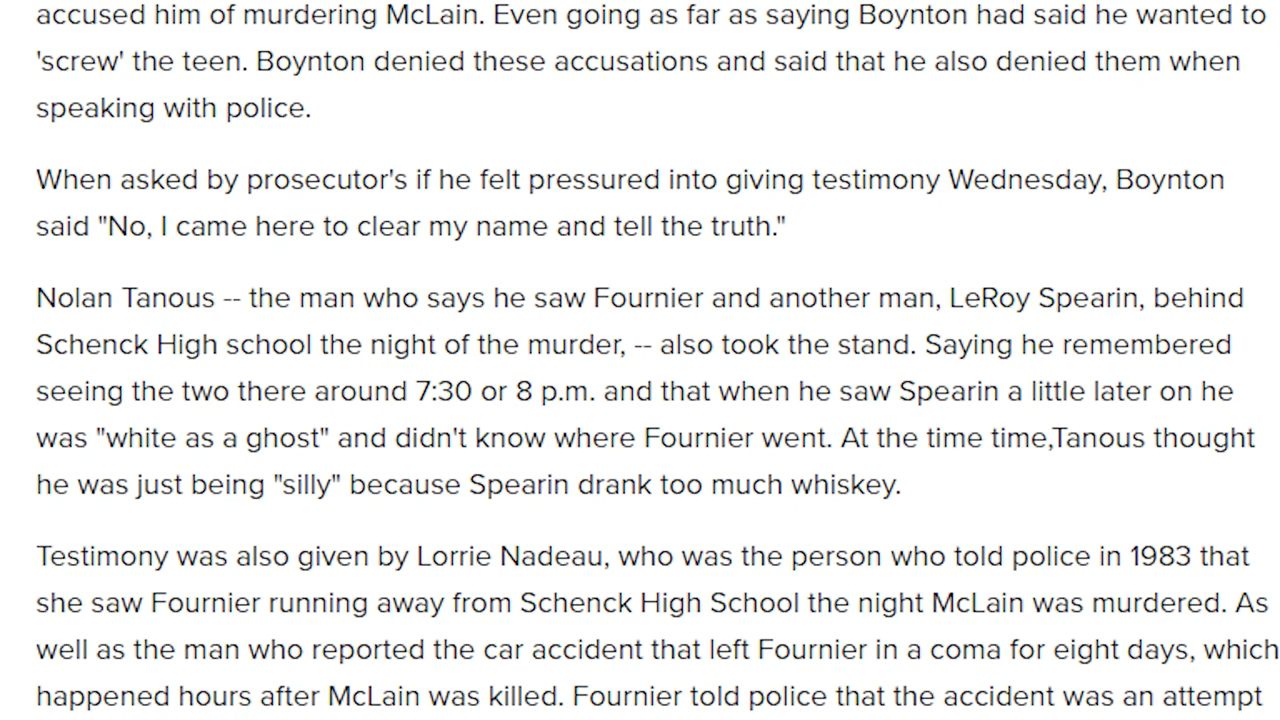 accused him of murdering McLain. Even going as far as saying Boynton had said he wanted to
'screw' the teen. Boynton denied these accusations and said that he also denied them when
speaking with police.
When asked by prosecutor's if he felt pressured into giving testimony Wednesday, Boynton
said "No, I came here to clear my name and tell the truth."
Nolan Tanous -- the man who says he saw Fournier and another man, LeRoy Spearin, behind
Schenck High school the night of the murder, -- also took the stand. Saying he remembered
seeing the two there around 7:30 or 8 p.m. and that when he saw Spearin a little later on he
was "white as a ghost" and didn't know where Fournier went. At the time time,Tanous thought
he was just being "silly" because Spearin drank too much whiskey.
Testimony was also given by Lorrie Nadeau, who was the person who told police in 1983 that
she saw Fournier running away from Schenck High School the night McLain was murdered. As
well as the man who reported the car accident that left Fournier in a coma for eight days, which
happened hours after McLain was killed. Fournier told police that the accident was an attempt